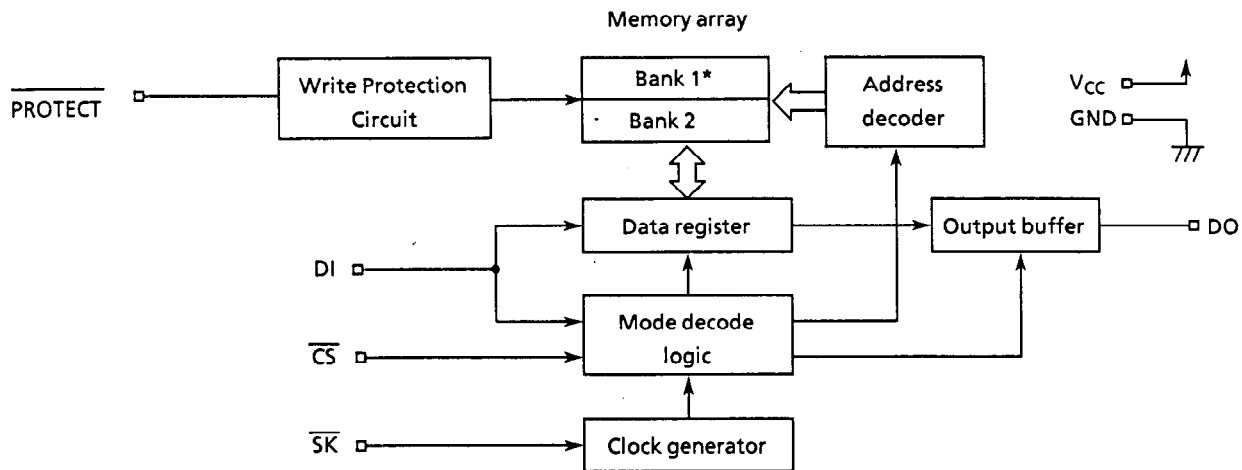 Memory array
PROTECT
Write Protection
Circuit
Bank 1*
Bank 2
Address
decoder
VCC
GND
Data register
Output buffer
DO
DI
Mode decode
logic
CS
SK
Clock generator